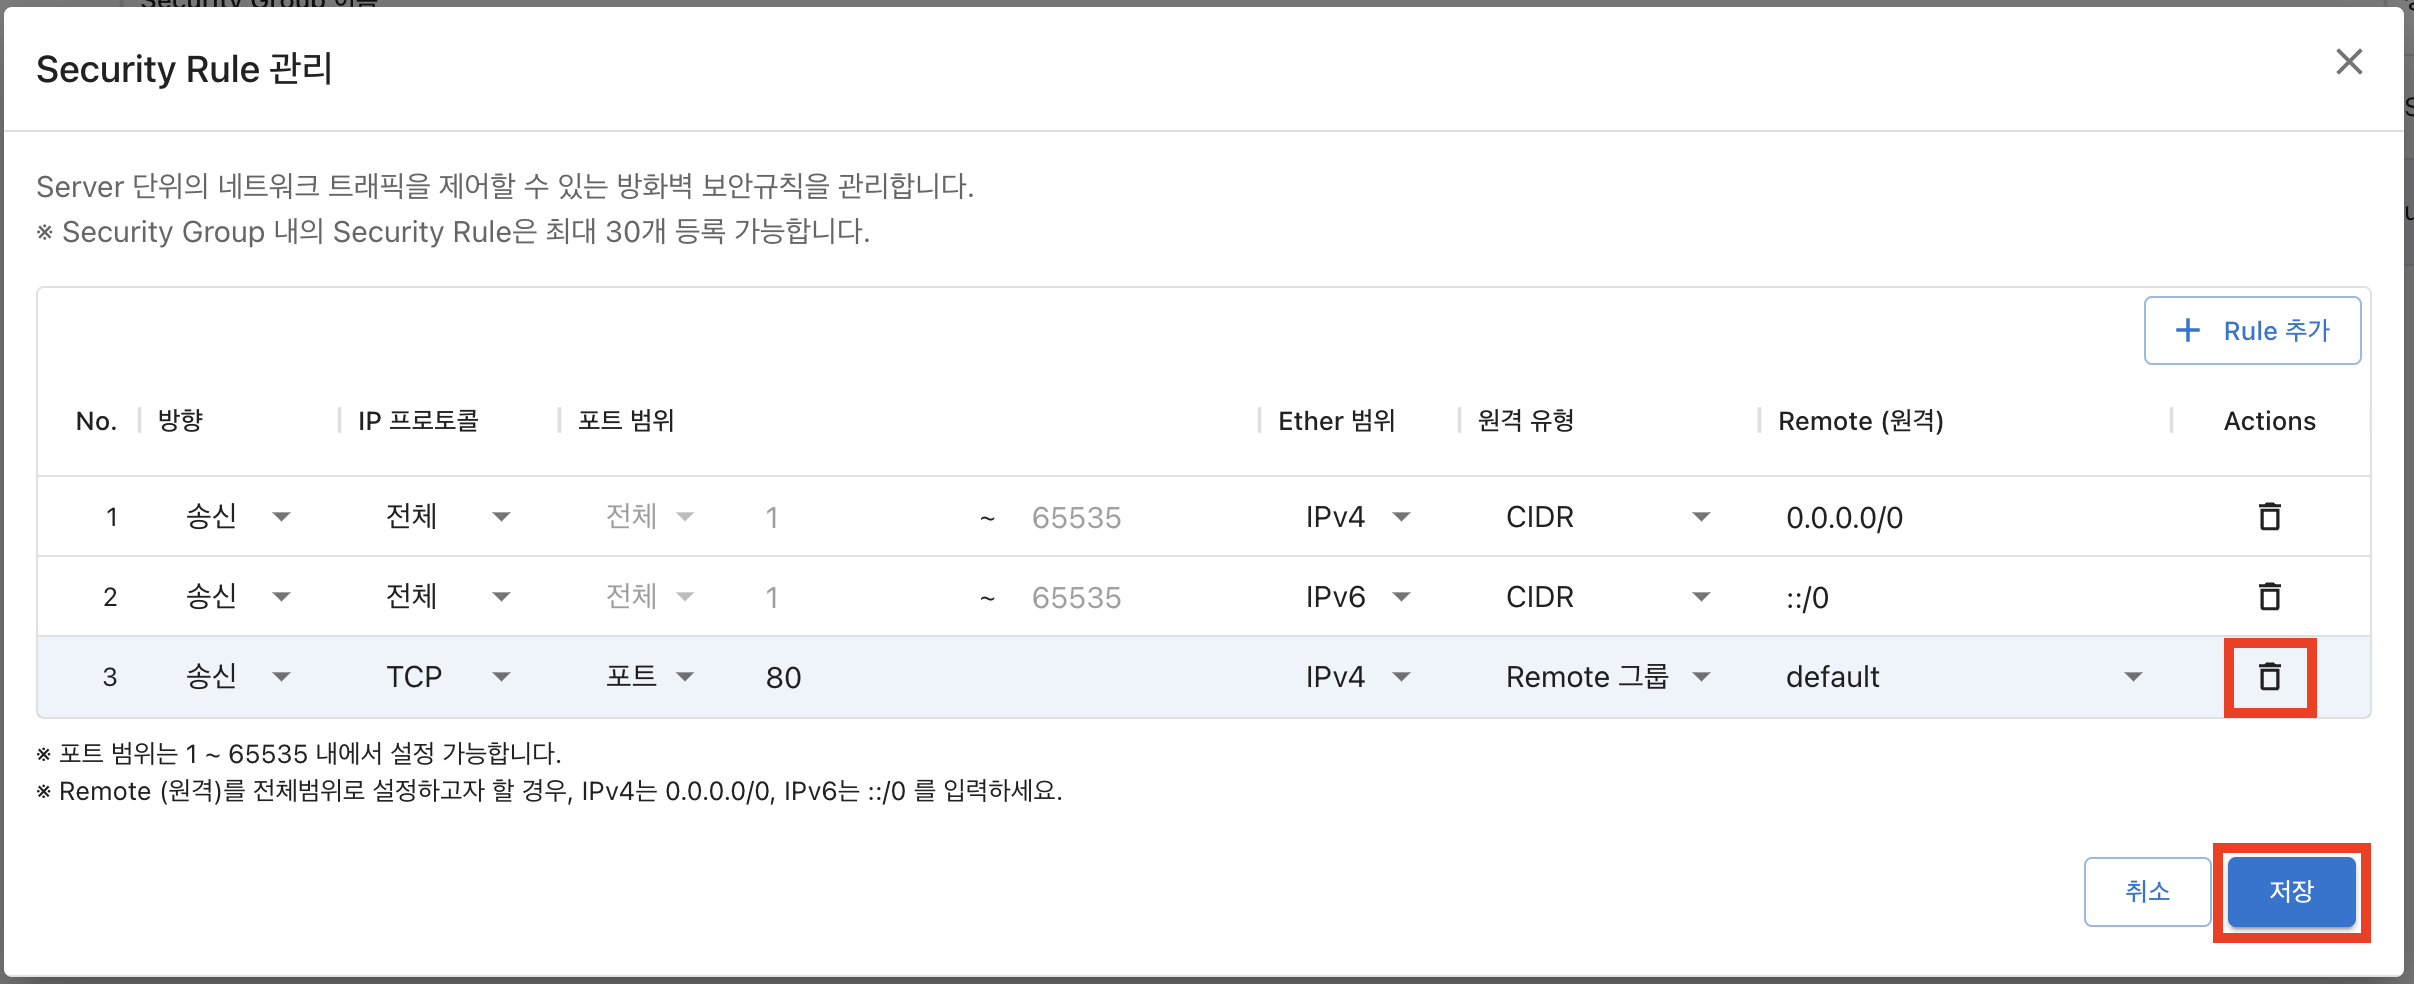 Security Group 이름
Security Rule 관리
Server 단위의 네트워크 트래픽을 제어할 수 있는 방화벽 보안규칙을 관리합니다.
※ Security Group 내의 Security Rule은 최대 30개 등록 가능합니다.
+ Rule 추가
No. 방향 IP 프로토콜 포트 범위 Ether 범위 원격 유형 Remote (원격) Actions
1 송신 전체 전체 1 ~ 65535 IPv4 CIDR 0.0.0.0/0
2 송신 전체 전체 1 ~ 65535 IPv6 CIDR ::/0
3 송신 TCP 포트 80 IPv4 Remote 그룹 default
※ 포트 범위는 1 ~ 65535 내에서 설정 가능합니다.
※ Remote (원격)를 전체범위로 설정하고자 할 경우, IPv4는 0.0.0.0/0, IPv6는 ::/0 를 입력하세요.
취소 저장